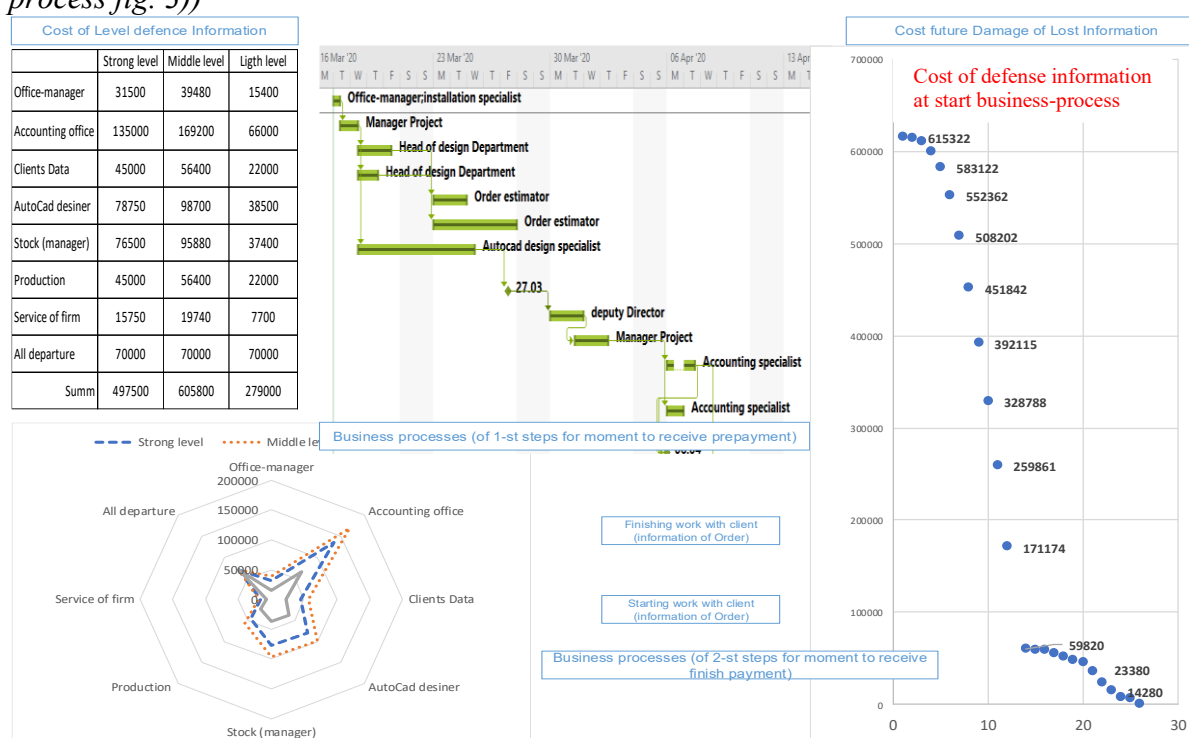 process fig. 3))
Cost of Level defence Information
Strong level Middle level Ligth level
Office-manager 31500 39480 15400
Accounting office 135000 169200 66000
Clients Data 45000 56400 22000
AutoCad desiner 78750 98700 38500
Stock (manager) 76500 95880 37400
Production 45000 56400 22000
Service of firm 15750 19740 7700
All departure 70000 70000 70000
Summ 497500 605800 279000
16 Mar '20 23 Mar '20 30 Mar '20 06 Apr '20 13 Apr
M T W T F S S M T W T F S S M T W T F S S M T W T F S S M T
Office-manager;installation specialist
Manager Project
Head of design Department
Head of design Department
Order estimator
Order estimator
Autocad design specialist
27.03
deputy Director
Manager Project
Accounting specialist
Accounting specialist
Business processes (of 1-st steps for moment to receive prepayment)
Strong level
Office-manager
Accounting office
Clients Data
AutoCad desiner
Stock (manager)
Production
Service of firm
All departure
200000
150000
100000
50000
0
Finishing work with client
(information of Order)
Starting work with client
(information of Order)
Business processes (of 2-st steps for moment to receive
finish payment)
Cost future Damage of Lost Information
Cost of defense information
at start business-process
700000
600000
500000
400000
300000
200000
100000
0
615322
583122
552362
508202
451842
392115
328788
259861
171174
59820
23380
14280
0 10 20 30